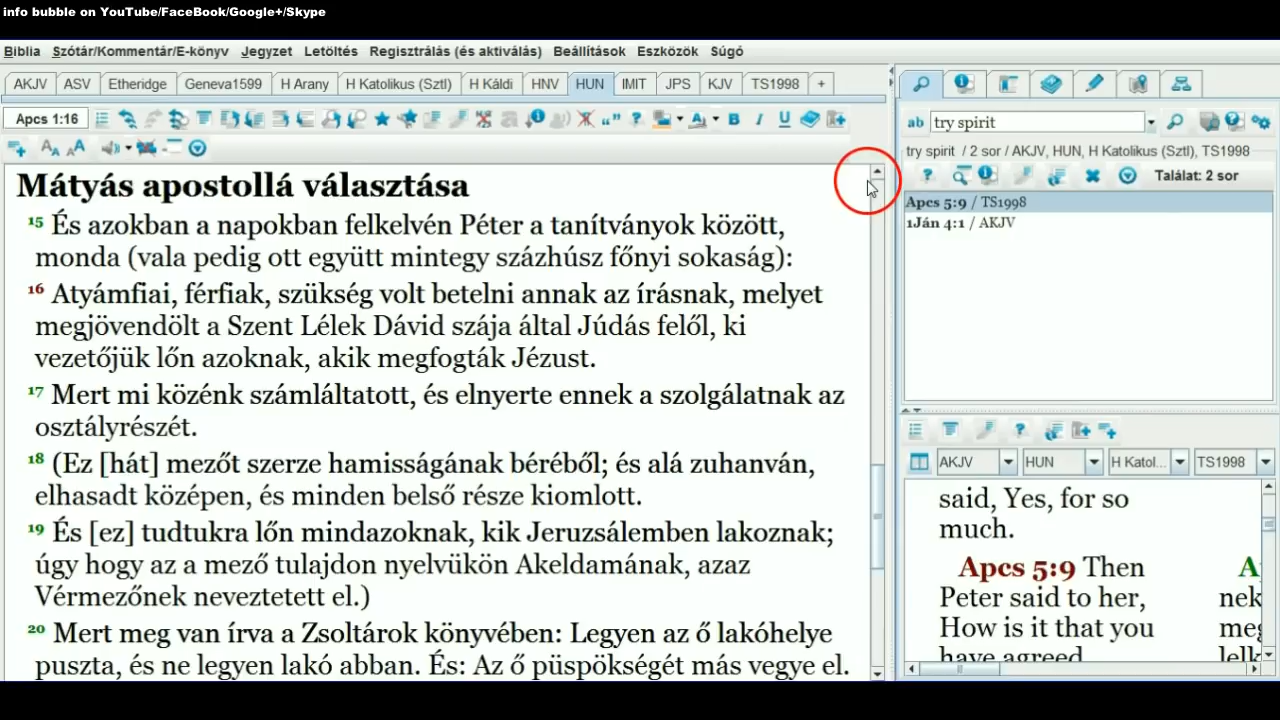 info bubble on YouTube/FaceBook/Google+/Skype
Biblia Szótár/Kommentár/E-könyv Jegyzet Letöltés Regisztrálás (és aktiválás) Beállítások Eszközök Súgó
AKJV ASV Etheridge Geneva1599 H Arany H Katolikus (Sztl) H Káldi HNV HUN IMIT JPS KJV TS1998 +
Apcs 1:16
Mátyás apostollá választása
15 És azokban a napokban felkelvén Péter a tanítványok között,
monda (vala pedig ott együtt mintegy százhúsz főnyi sokaság):
16 Atyámfiai, férfiak, szükség volt betelni annak az írásnak, melyet
megjövendölt a Szent Lélek Dávid szája által Júdás felől, ki
vezetőjük lőn azoknak, akik megfogták Jézust.
17 Mert mi közénk számláltatott, és elnyerte ennek a szolgálatnak az
osztályrészét.
18 (Ez [hát] mezőt szerze hamisságának béréből; és alá zuhanván,
elhasadt középen, és minden belső része kiomlott.
19 És [ez] tudtukra lőn mindazoknak, kik Jeruzsálemben lakoznak;
úgy hogy az a mező tulajdon nyelvükön Akeldamának, azaz
Vérmezőnek neveztetett el.)
20 Mert meg van írva a Zsoltárok könyvében: Legyen az ő lakóhelye
puszta, és ne legyen lakó abban. És: Az ő püspökségét más vegye el.
ab try spirit
try spirit / 2 sor / AKJV, HUN, H Katolikus (Sztl), TS1998
Találat: 2 sor
Apcs 5:9 / TS1998
1Ján 4:1 / AKJV
AKJV HUN H Katol... TS1998
said, Yes, for so
much.
Apcs 5:9 Then
Peter said to her,
How is it that you
have agreed
A
nek
meg
lelk